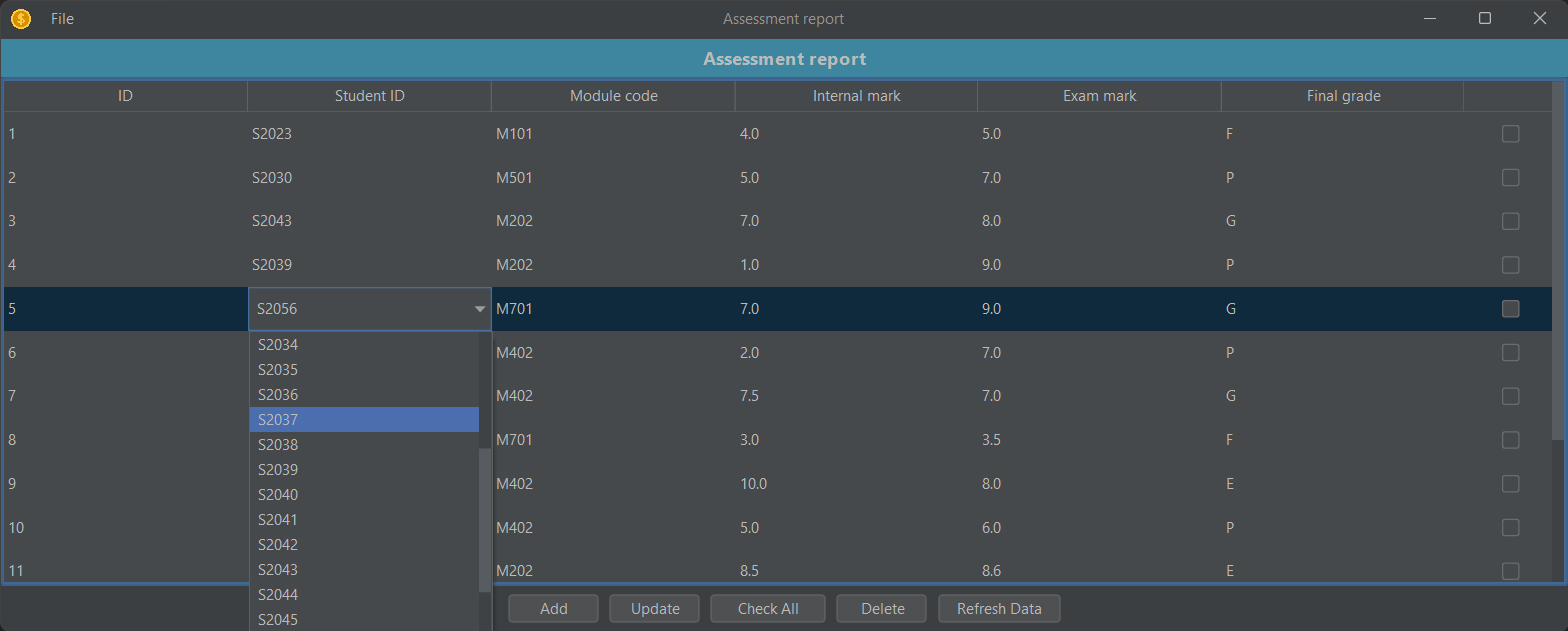 File Assessment report
Assessment report
ID Student ID Module code Internal mark Exam mark Final grade
1 S2023 M101 4.0 5.0 F
2 S2030 M501 5.0 7.0 P
3 S2043 M202 7.0 8.0 G
4 S2039 M202 1.0 9.0 P
5 S2056 M701 7.0 9.0 G
S2034
6 M402 2.0 7.0 P
S2035
S2036
7 M402 7.5 7.0 G
S2037
8 M701 3.0 3.5 F
S2038
S2039
9 M402 10.0 8.0 E
S2040
S2041
10 M402 5.0 6.0 P
S2042
S2043
11 M202 8.5 8.6 E
S2044
Add Update Check All Delete Refresh Data
S2045